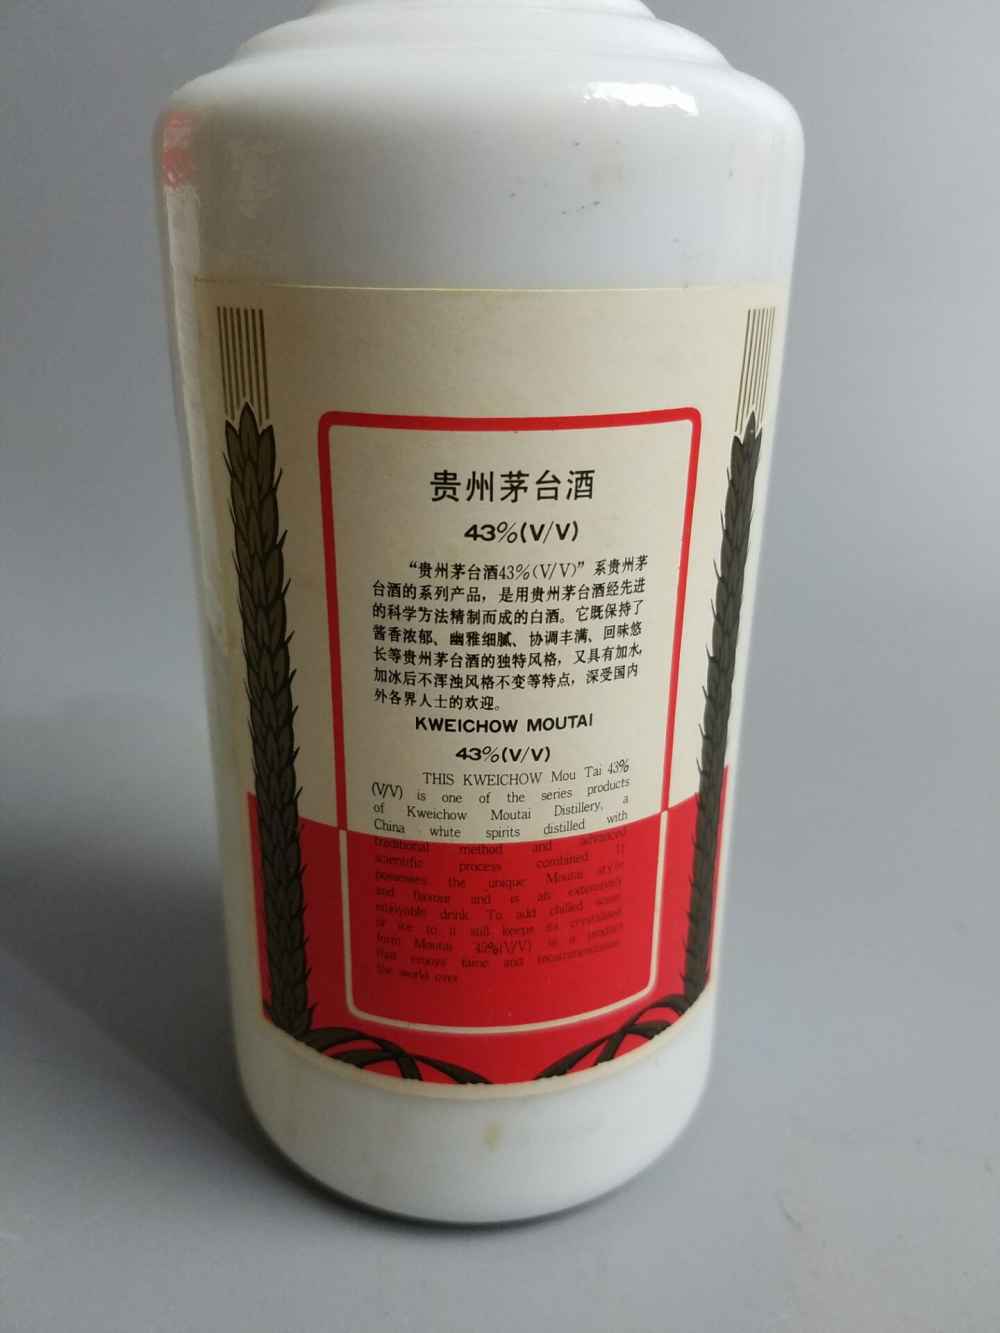 贵州茅台酒
43%(V/V)
“贵州茅台酒43%(V/V)”系贵州茅
台酒的系列产品，是用贵州茅台酒经先进
的科学方法精制而成的白酒。它既保持了
酱香浓郁、幽雅细腻、协调丰满、回味悠
长等贵州茅台酒的独特风格，又具有加水，
加冰后不浑浊风格不变等特点，深受国内
外各界人士的欢迎。
KWEICHOW MOUTAI
43%(V/V)
THIS KWEICHOW Mou Tai 43%
(V/V) is one of the series products
of Kweichow Moutai Distillery, a
China white spirits distilled with
traditional method and advanced
scientific process combined. It
possesses the unique Moutai style
and flavour and is an extensively
enjoyable drink. To add chilled water
or ice to it still keeps its crystalized
form Moutai 43%(V/V) is a product
that enjoys fame and
the world over